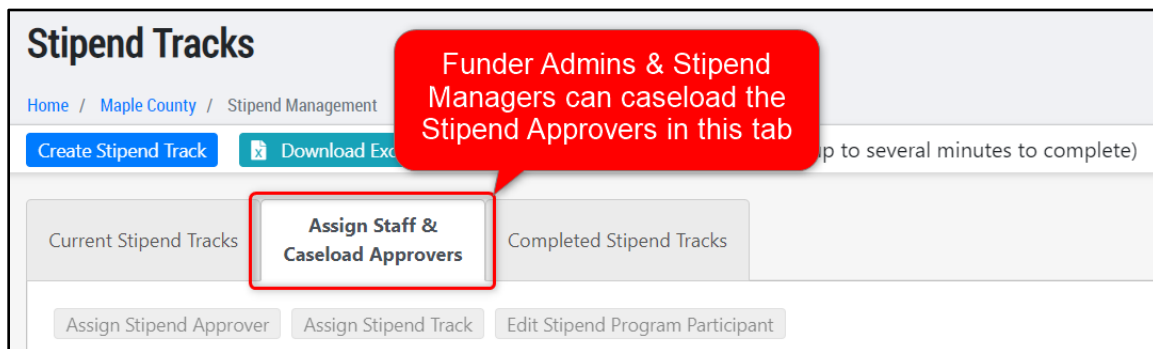 Stipend Tracks
Funder Admins & Stipend
Managers can caseload the
Stipend Approvers in this tab
Home / Maple County / Stipend Management
Create Stipend Track
Download
up to several minutes to complete)
Current Stipend Tracks
Assign Staff &
Caseload Approvers
Completed Stipend Tracks
Assign Stipend Approver
Assign Stipend Track
Edit Stipend Program Participant